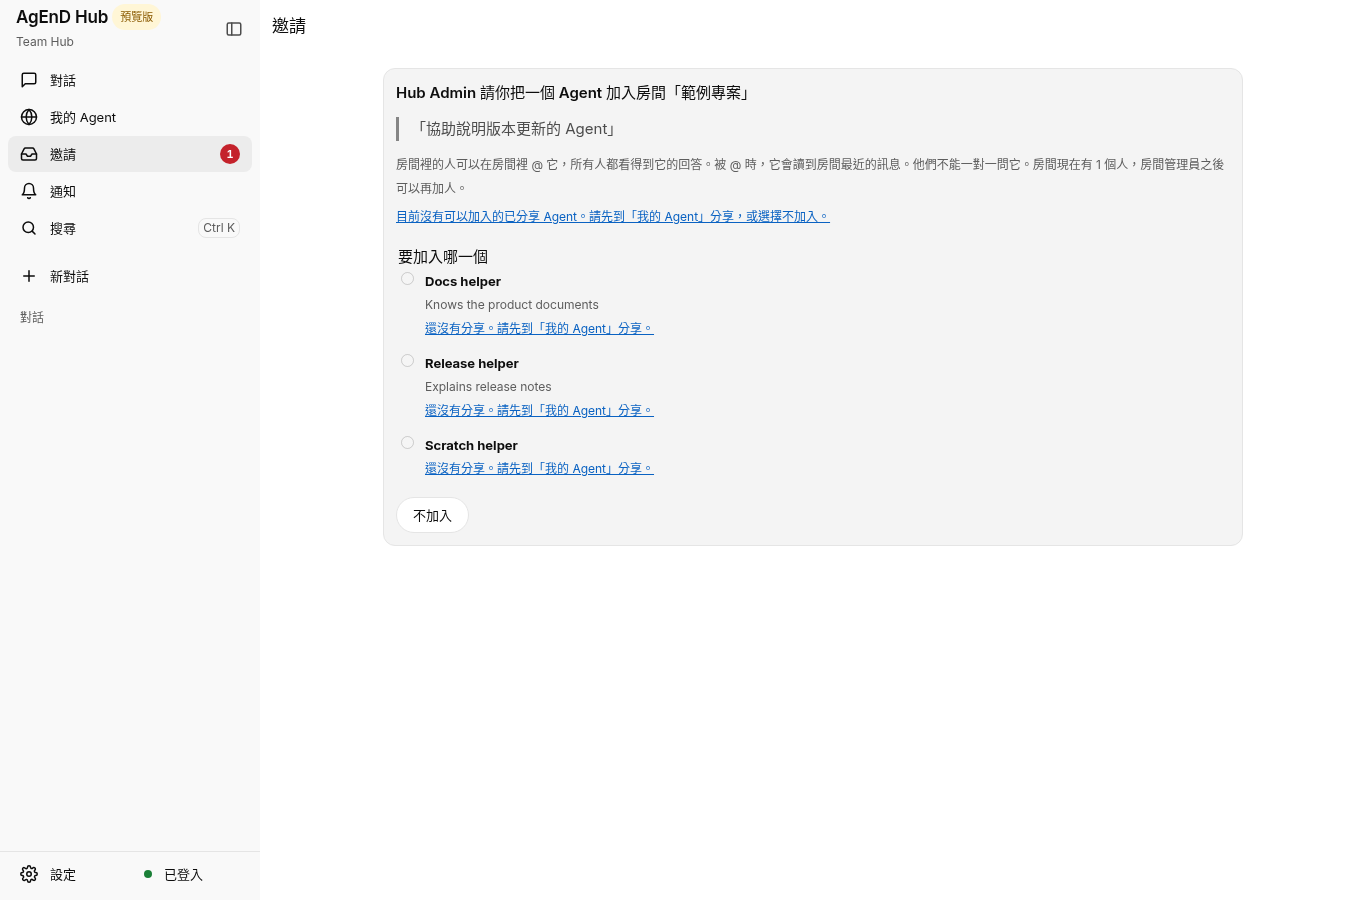 AgEnD Hub 預覽版
Team Hub
對話
我的 Agent
邀請 1
通知
搜尋 Ctrl K
新對話
對話
設定 已登入
邀請
Hub Admin 請你把一個 Agent 加入房間「範例專案」
「協助說明版本更新的 Agent」
房間裡的人可以在房間裡 @ 它，所有人都看得到它的回答。被 @ 時，它會讀到房間最近的訊息。他們不能一對一問它。房間現在有 1 個人，房間管理員之後
可以再加人。
目前沒有可以加入的已分享 Agent。請先到「我的 Agent」分享，或選擇不加入。
要加入哪一個
Docs helper
Knows the product documents
還沒有分享。請先到「我的 Agent」分享。
Release helper
Explains release notes
還沒有分享。請先到「我的 Agent」分享。
Scratch helper
還沒有分享。請先到「我的 Agent」分享。
不加入